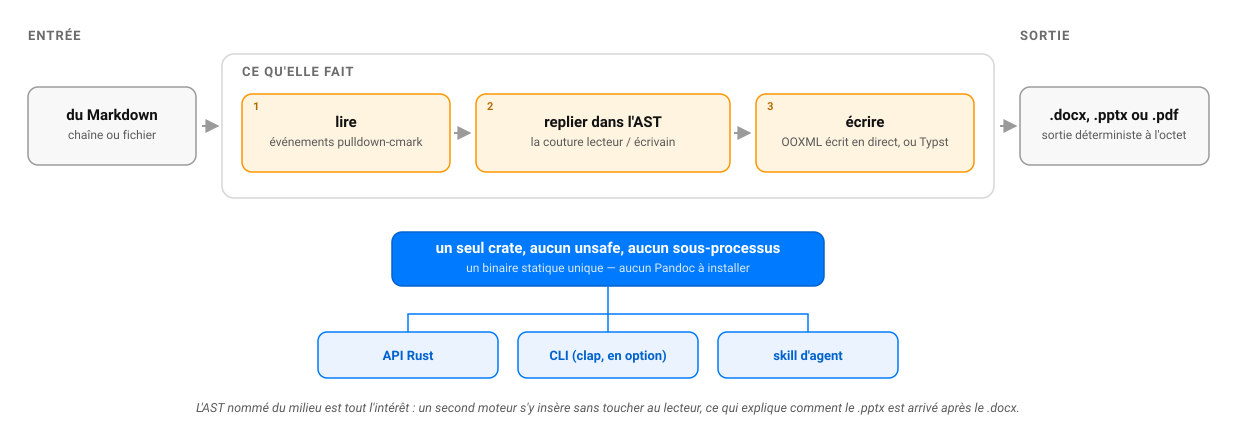 ENTRÉE
SORTIE
CE QU'ELLE FAIT
du Markdown
chaîne ou fichier
1
lire
événements pulldown-cmark
2
replier dans l'AST
la couture lecteur / écrivain
3
écrire
OOXML écrit en direct, ou Typst
.docx, .pptx ou .pdf
sortie déterministe à l'octet
un seul crate, aucun unsafe, aucun sous-processus
un binaire statique unique — aucun Pandoc à installer
API Rust
CLI (clap, en option)
skill d'agent
L'AST nommé du milieu est tout l'intérêt : un second moteur s'y insère sans toucher au lecteur, ce qui explique comment le .pptx est arrivé après le .docx.